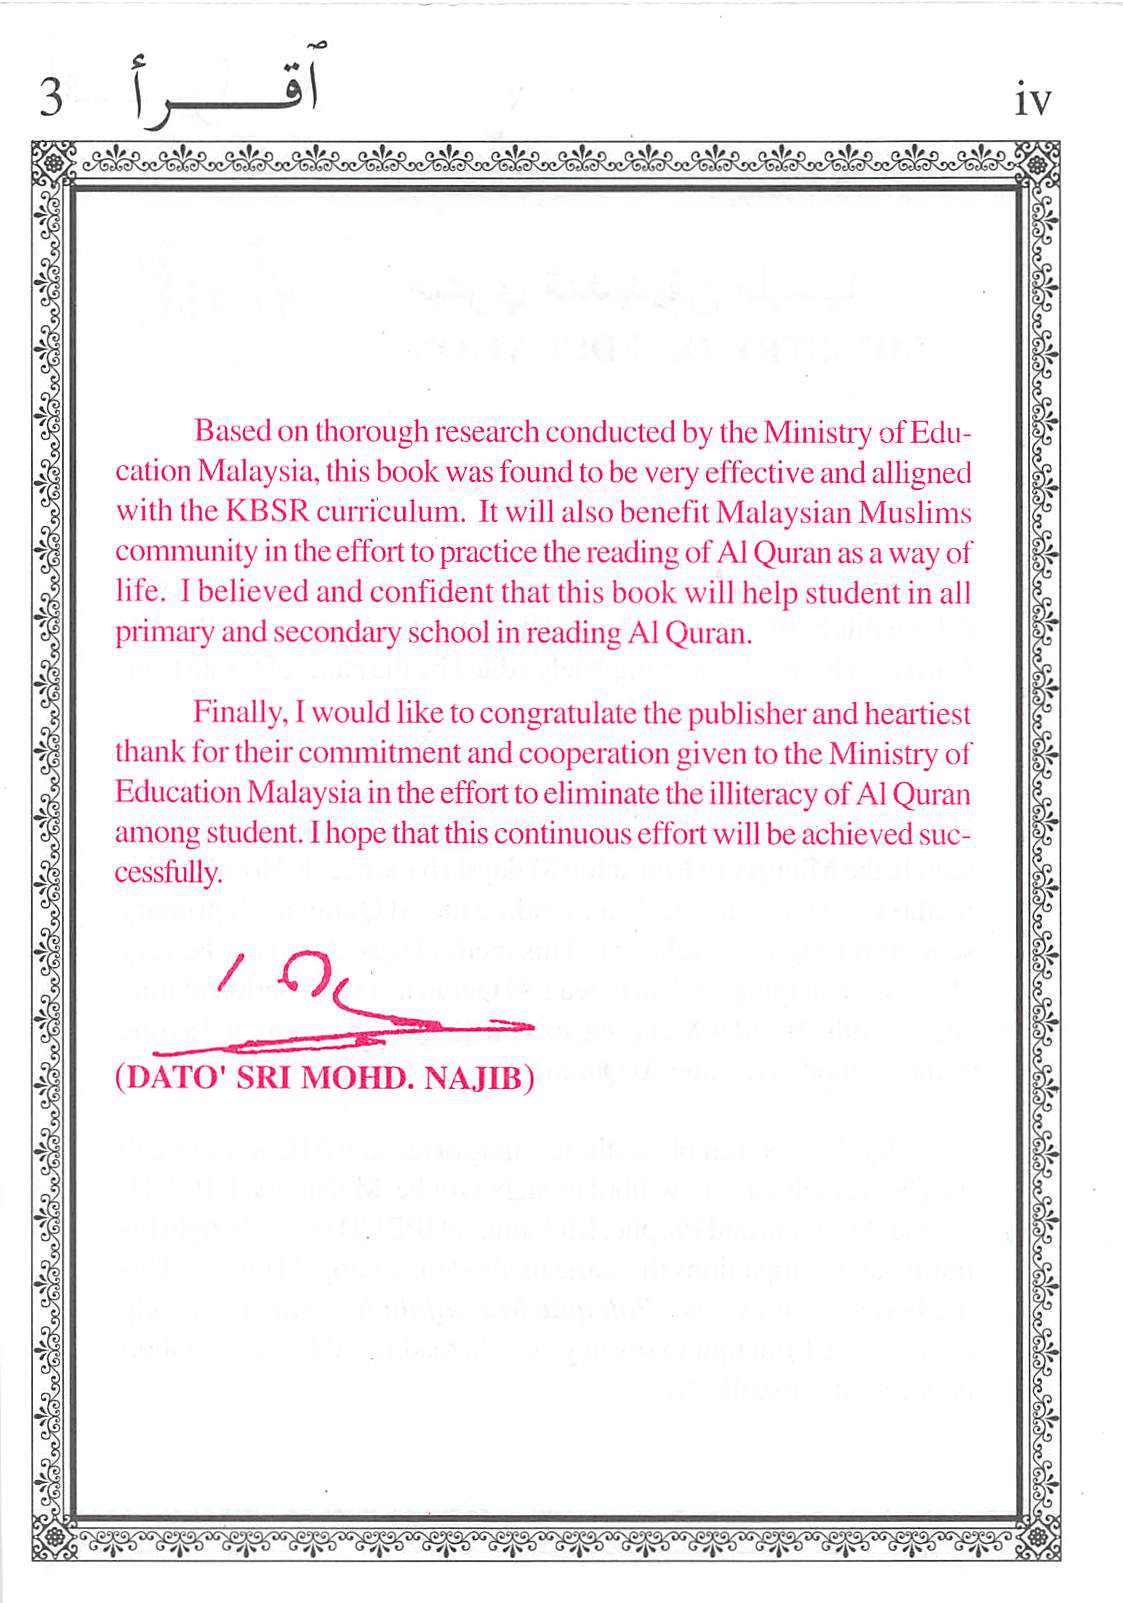 3 ٱقـــرأ iv
Based on thorough research conducted by the Ministry of Edu-
cation Malaysia, this book was found to be very effective and alligned
with the KBSR curriculum. It will also benefit Malaysian Muslims
community in the effort to practice the reading of Al Quran as a way of
life. I believed and confident that this book will help student in all
primary and secondary school in reading Al Quran.
Finally, I would like to congratulate the publisher and heartiest
thank for their commitment and cooperation given to the Ministry of
Education Malaysia in the effort to eliminate the illiteracy of Al Quran
among student. I hope that this continuous effort will be achieved suc-
cessfully.
(DATO' SRI MOHD. NAJIB)